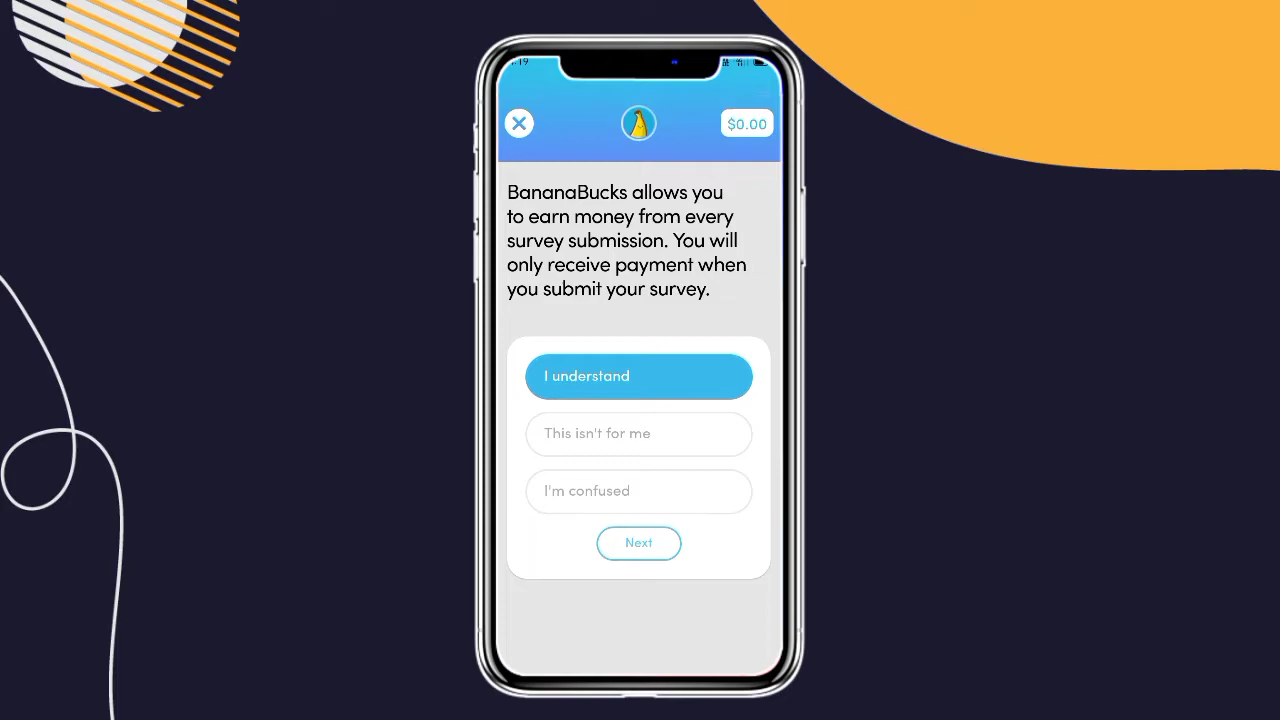 $0.00
BananaBucks allows you
to earn money from every
survey submission. You will
only receive payment when
you submit your survey.
I understand
This isn't for me
I'm confused
Next